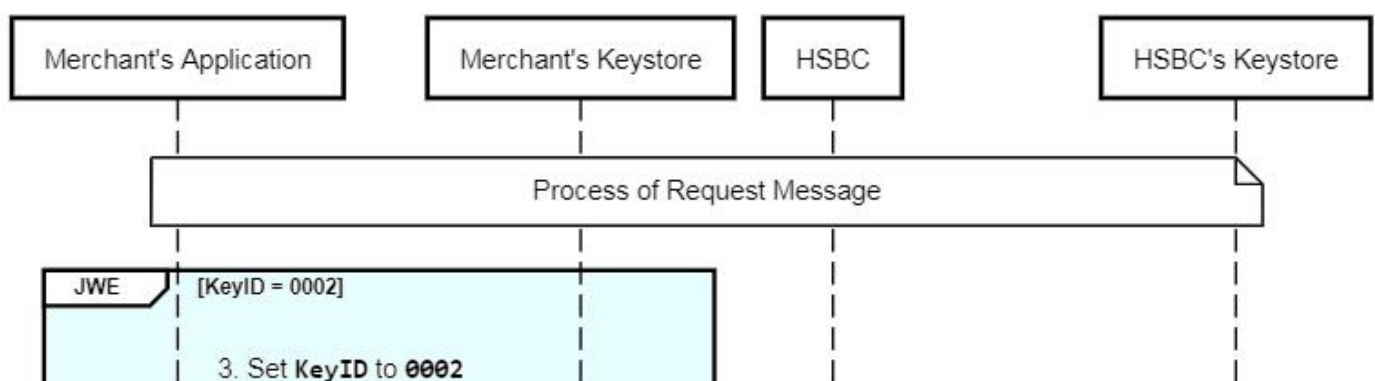 Merchant's Application
Merchant's Keystore
HSBC
HSBC's Keystore
Process of Request Message
JWE
[KeyID = 0002]
3. Set KeyID to 0002